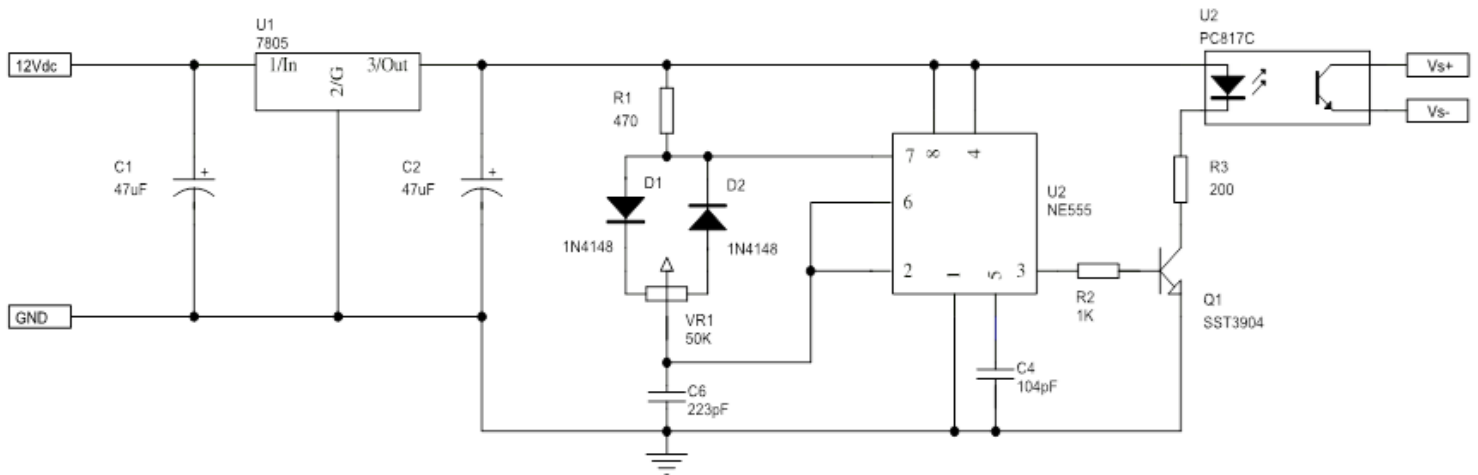 U1
7805
12Vdc
1/In
2/G
3/Out
GND
C1
47uF
C2
47uF
R1
470
D1
1N4148
D2
1N4148
VR1
50K
C6
223pF
7
8
4
6
2
1
5
3
U2
NE555
C4
104pF
R2
1K
Q1
SST3904
R3
200
U2
PC817C
Vs+
Vs-